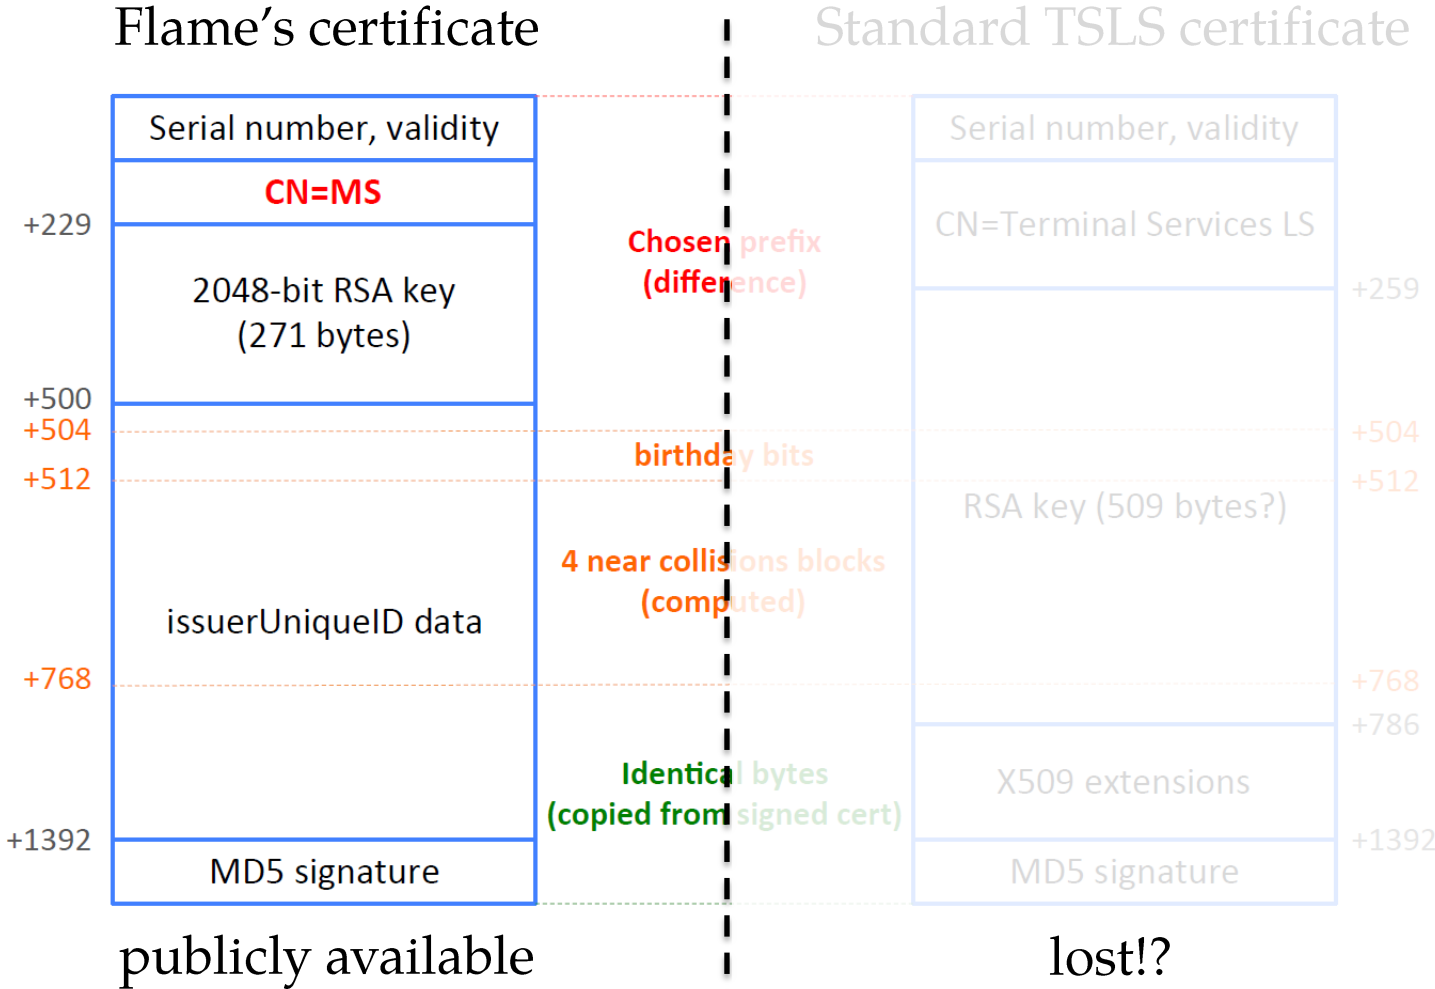 Flame's certificate
Standard TSLS certificate
Serial number, validity
Serial number, validity
CN=MS
+229
CN=Terminal Services LS
Chosen prefix
(difference)
+259
2048-bit RSA key
(271 bytes)
+500
+504
+504
birthday bits
+512
+512
RSA key (509 bytes?)
4 near collisions blocks
(computed)
issuerUniqueID data
+768
+768
+786
Identical bytes
(copied from signed cert)
X509 extensions
+1392
+1392
MD5 signature
MD5 signature
publicly available
lost!?